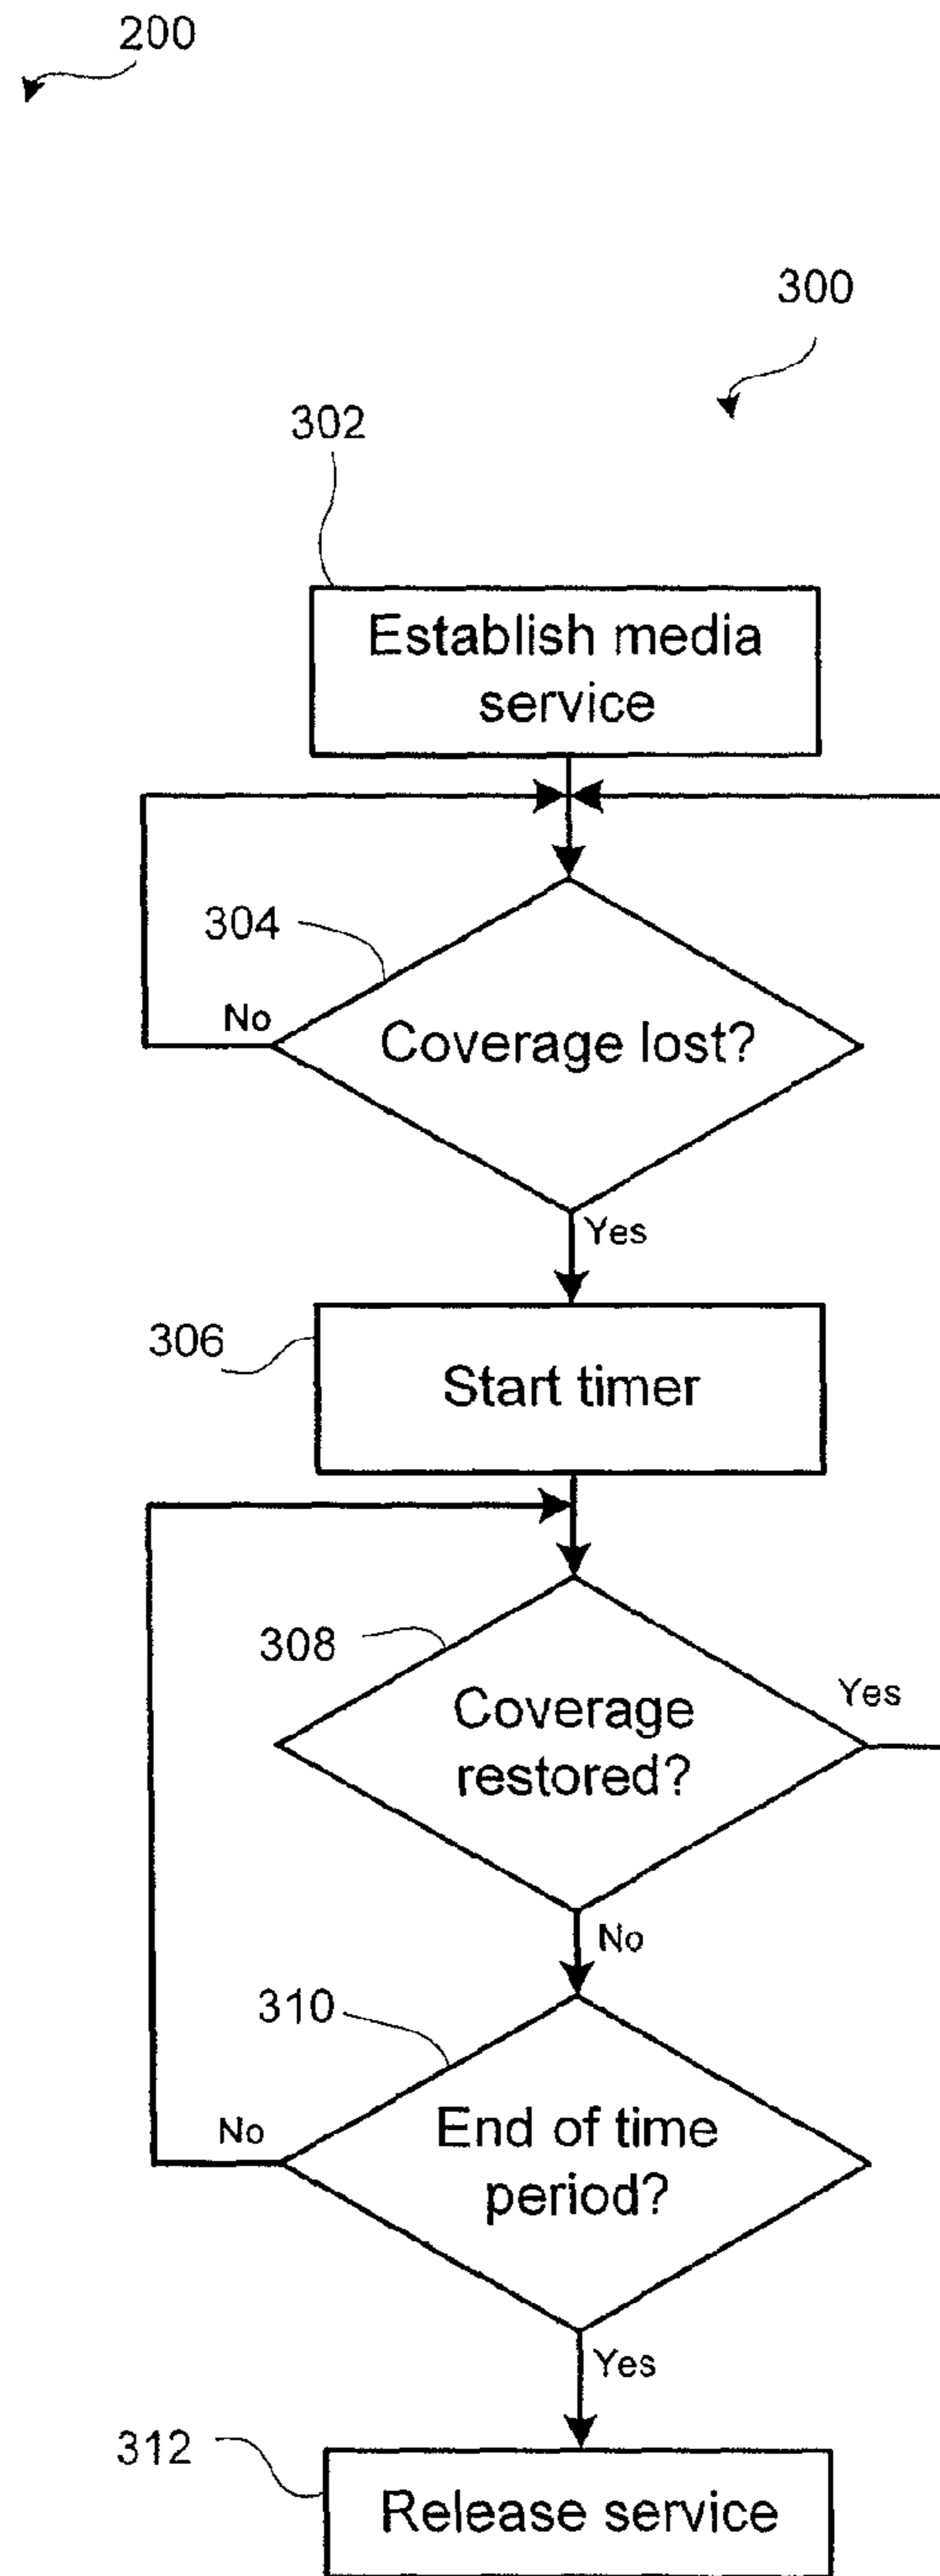 200
300
302
Establish media
service
304
No
Coverage lost?
Yes
306
Start timer
308
Coverage
restored?
Yes
No
310
End of time
period?
No
Yes
312
Release service